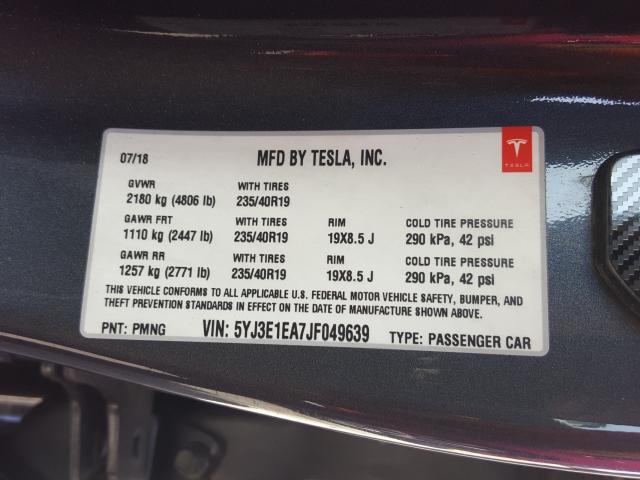 07/18 MFD BY TESLA, INC.
TESLA
GVWR WITH TIRES
2180 kg (4806 lb) 235/40R19
GAWR FRT WITH TIRES RIM COLD TIRE PRESSURE
1110 kg (2447 lb) 235/40R19 19X8.5 J 290 kPa, 42 psi
GAWR RR WITH TIRES RIM COLD TIRE PRESSURE
1257 kg (2771 lb) 235/40R19 19X8.5 J 290 kPa, 42 psi
THIS VEHICLE CONFORMS TO ALL APPLICABLE U.S. FEDERAL MOTOR VEHICLE SAFETY, BUMPER, AND
THEFT PREVENTION STANDARDS IN EFFECT ON THE DATE OF MANUFACTURE SHOWN ABOVE.
PNT: PMNG VIN: 5YJ3E1EA7JF049639 TYPE: PASSENGER CAR